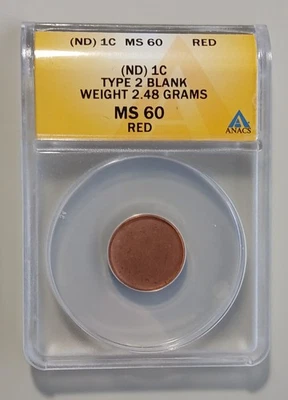 (ND) 1C MS 60 RED
(ND) 1C
TYPE 2 BLANK
WEIGHT 2.48 GRAMS
MS 60
RED
ANACS